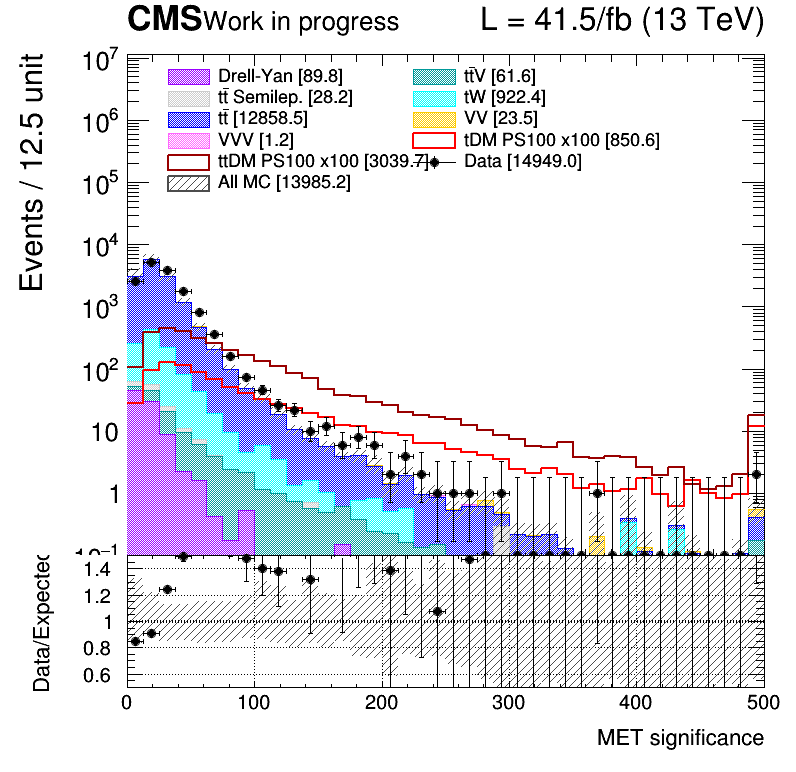 CMS Work in progress L = 41.5/fb (13 TeV)
Drell-Yan [89.8] tt̄V [61.6]
tt̄ Semilep. [28.2] tW [922.4]
tt̄ [12858.5] VV [23.5]
VVV [1.2] tDM PS100 x100 [850.6]
ttDM PS100 x100 [3039.7] Data [14949.0]
All MC [13985.2]
Events / 12.5 unit
10⁷
10⁶
10⁵
10⁴
10³
10²
10
1
10⁻¹
Data/Expected
1.4
1.2
1
0.8
0.6
0 100 200 300 400 500
MET significance